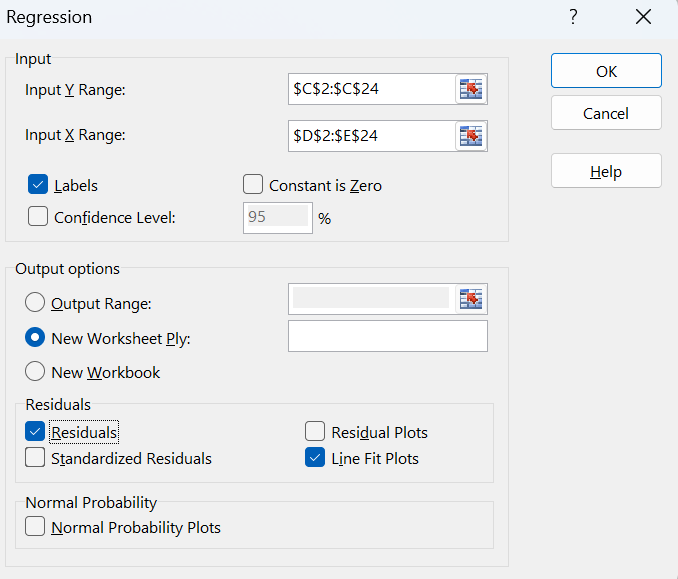 Regression ? 
Input
OK
Input Y Range: $C$2:$C$24
Cancel
Input X Range: $D$2:$E$24
Help
Labels Constant is Zero
Confidence Level: 95 %
Output options
Output Range:
New Worksheet Ply:
New Workbook
Residuals
Residuals Residual Plots
Standardized Residuals Line Fit Plots
Normal Probability
Normal Probability Plots